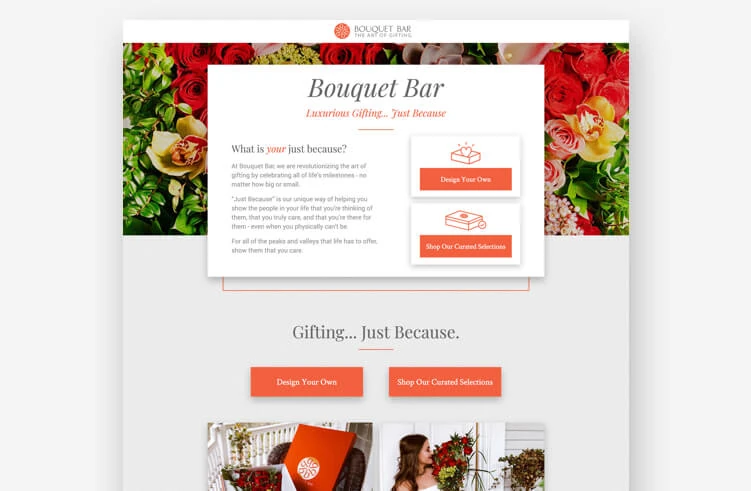 BOUQUET BAR
THE ART OF GIFTING.
Bouquet Bar
Luxurious Gifting... Just Because
What is your just because?
At Bouquet Bar, we are revolutionizing the art of
gifting by celebrating all of life's milestones - no
matter how big or small.
"Just Because" is our unique way of helping you
show the people in your life that you're thinking of
them, that you truly care, and that you're there for
them - even when you physically can't be.
For all of the peaks and valleys that life has to offer,
show them that you care.
Design Your Own
Shop Our Curated Selections
Gifting... Just Because.
Design Your Own
Shop Our Curated Selections